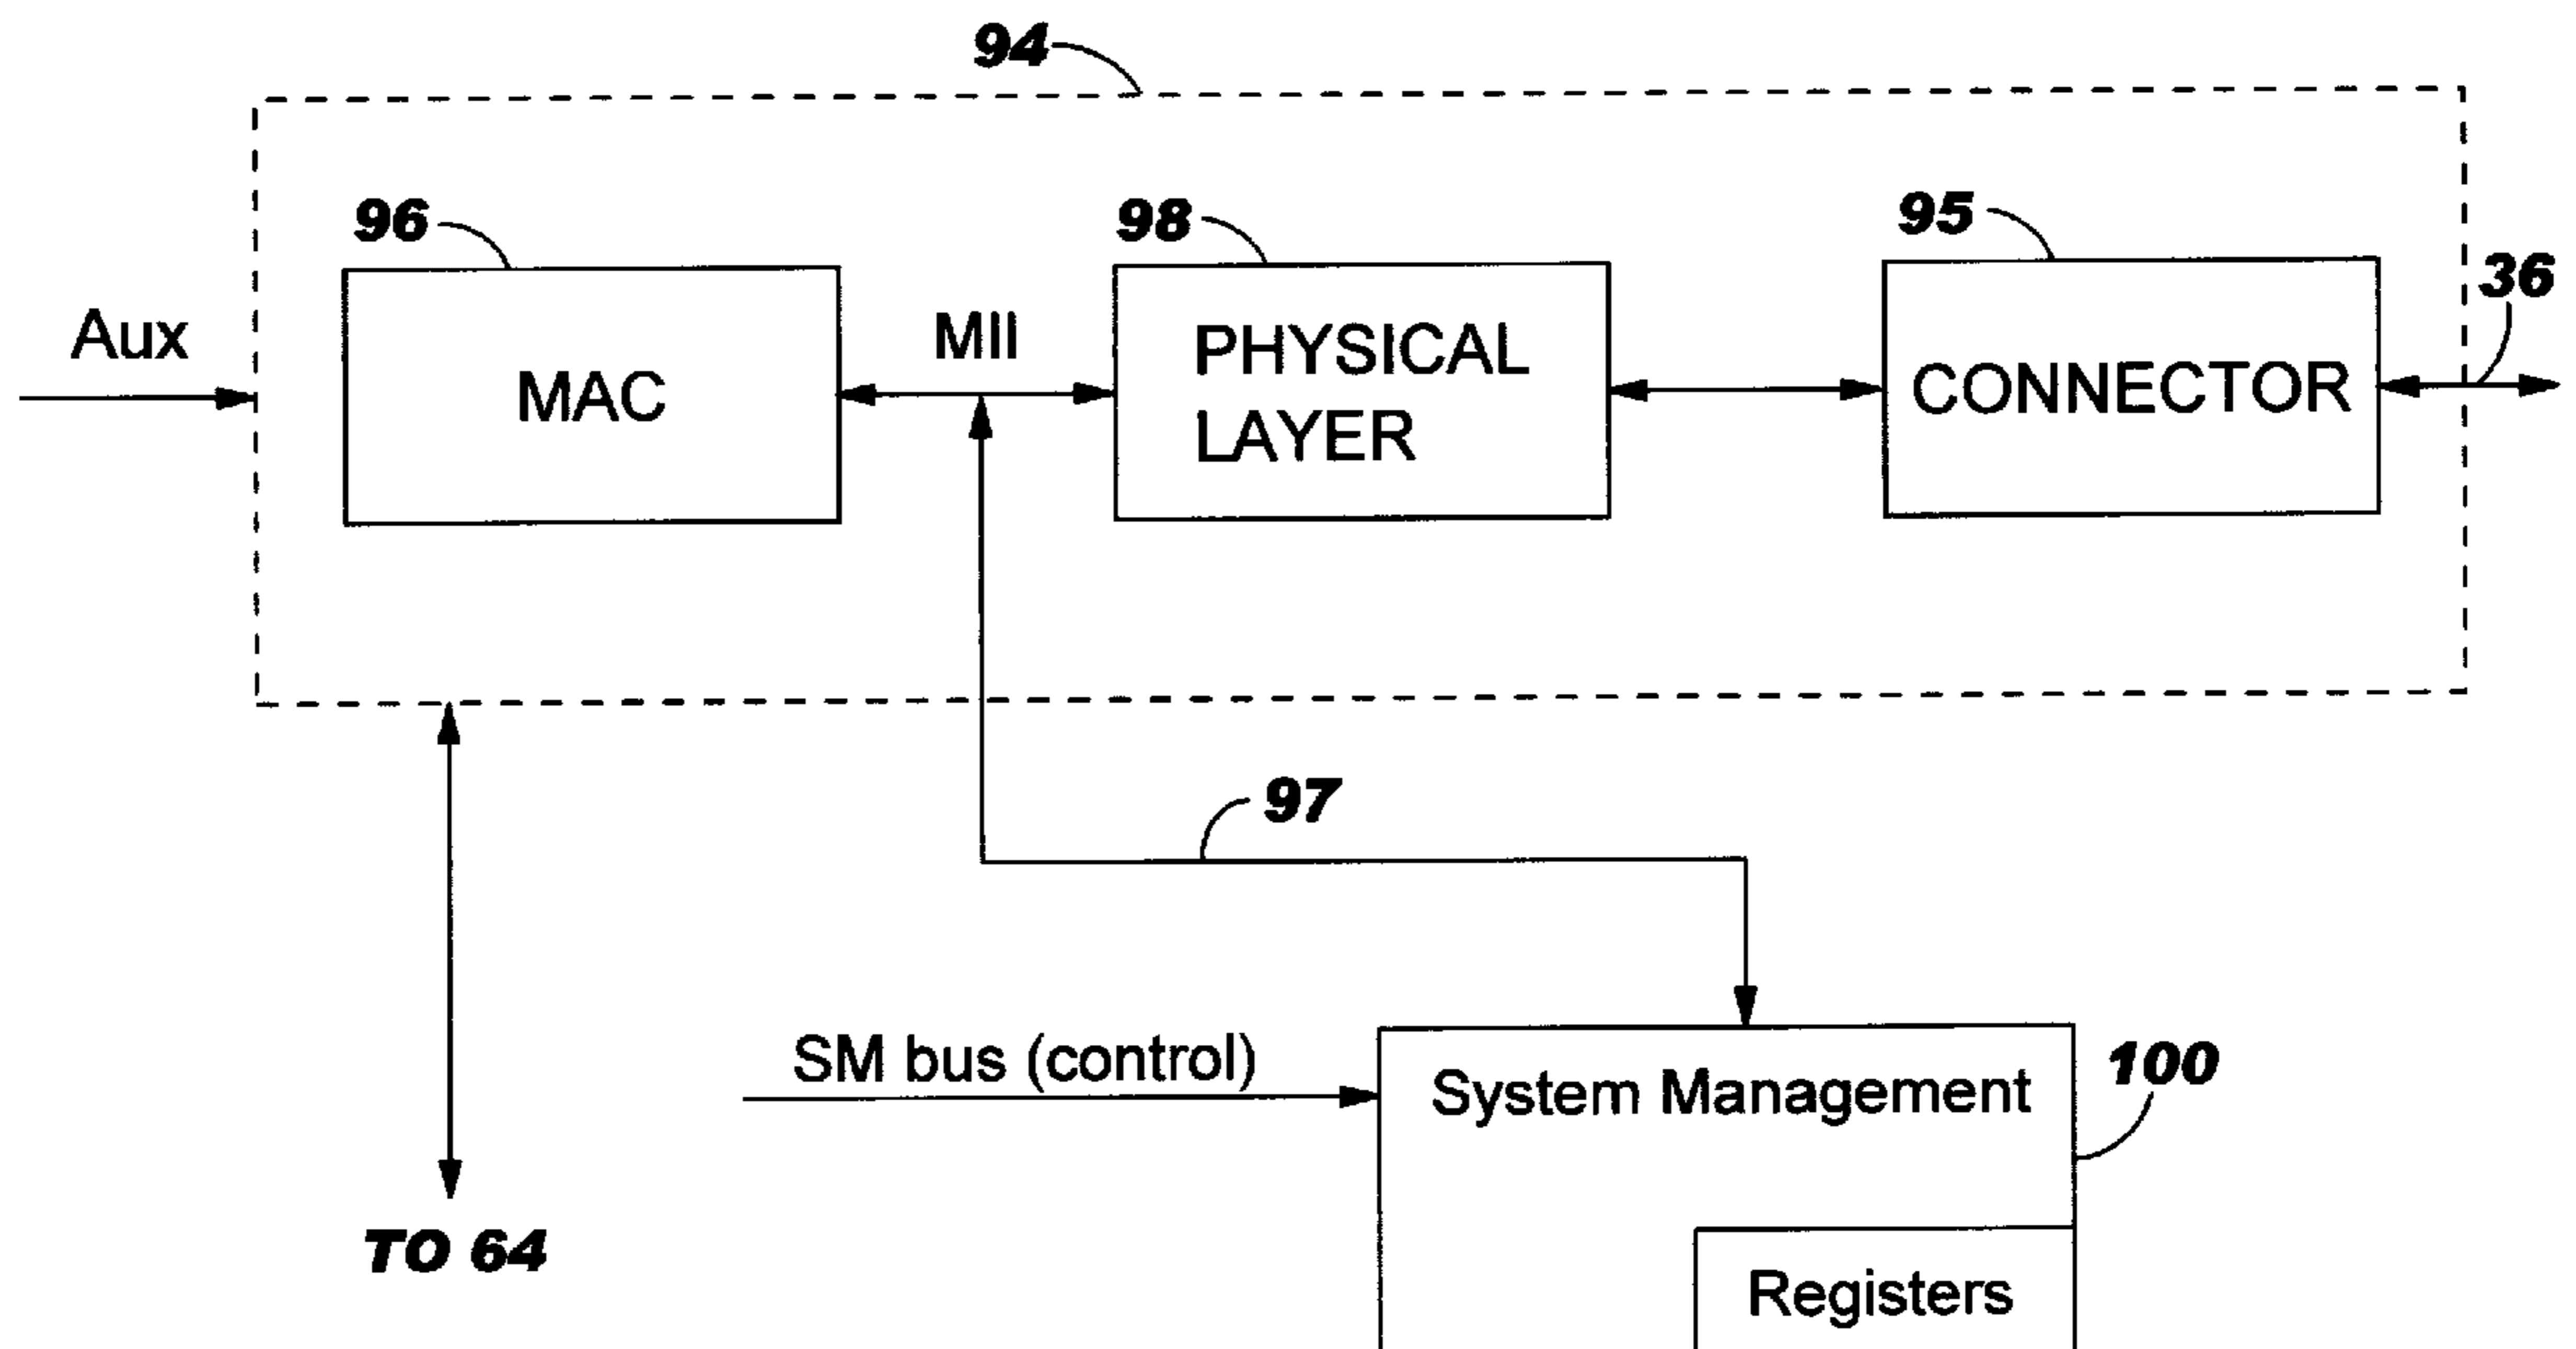 94
96
98
95
36
Aux
MII
MAC
PHYSICAL
LAYER
CONNECTOR
97
SM bus (control)
System Management
100
TO 64
Registers